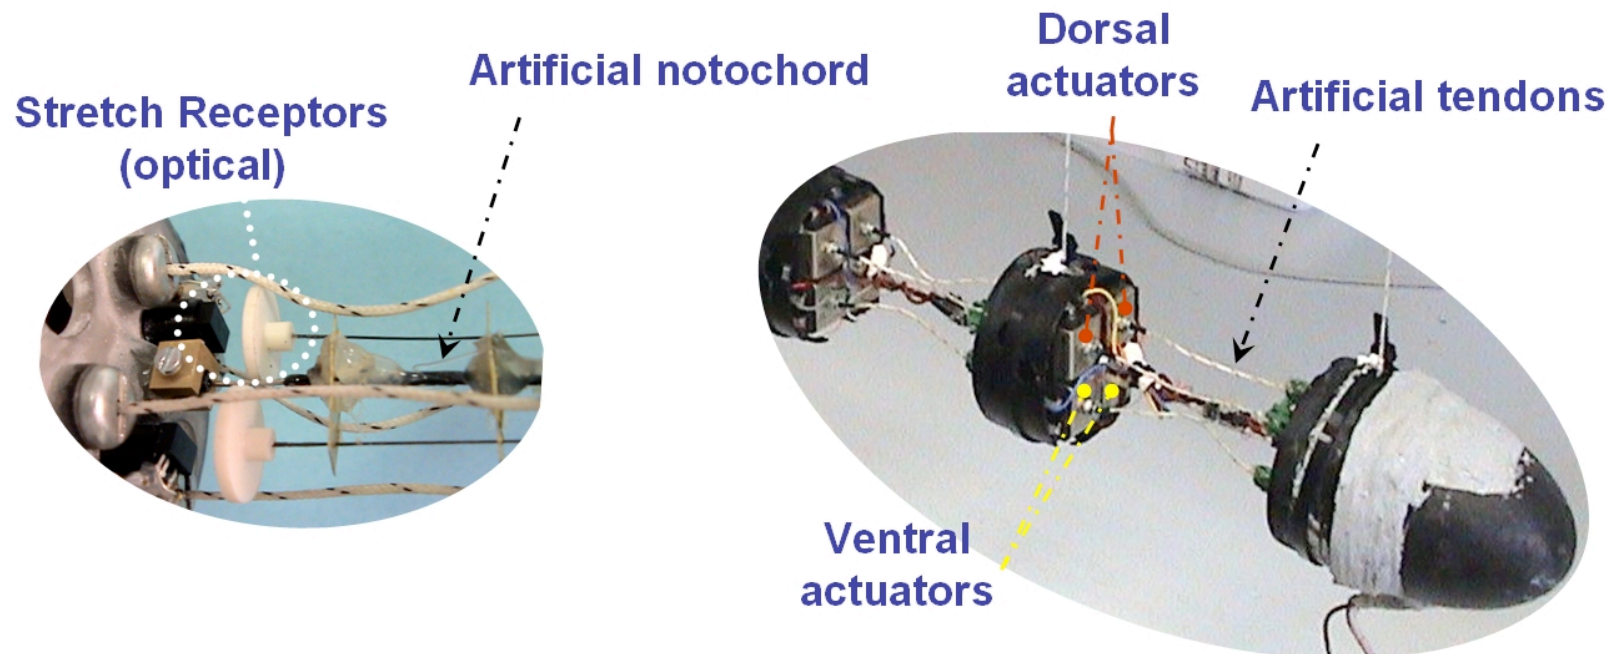 Stretch Receptors
(optical)
Artificial notochord
Dorsal
actuators
Artificial tendons
Ventral
actuators